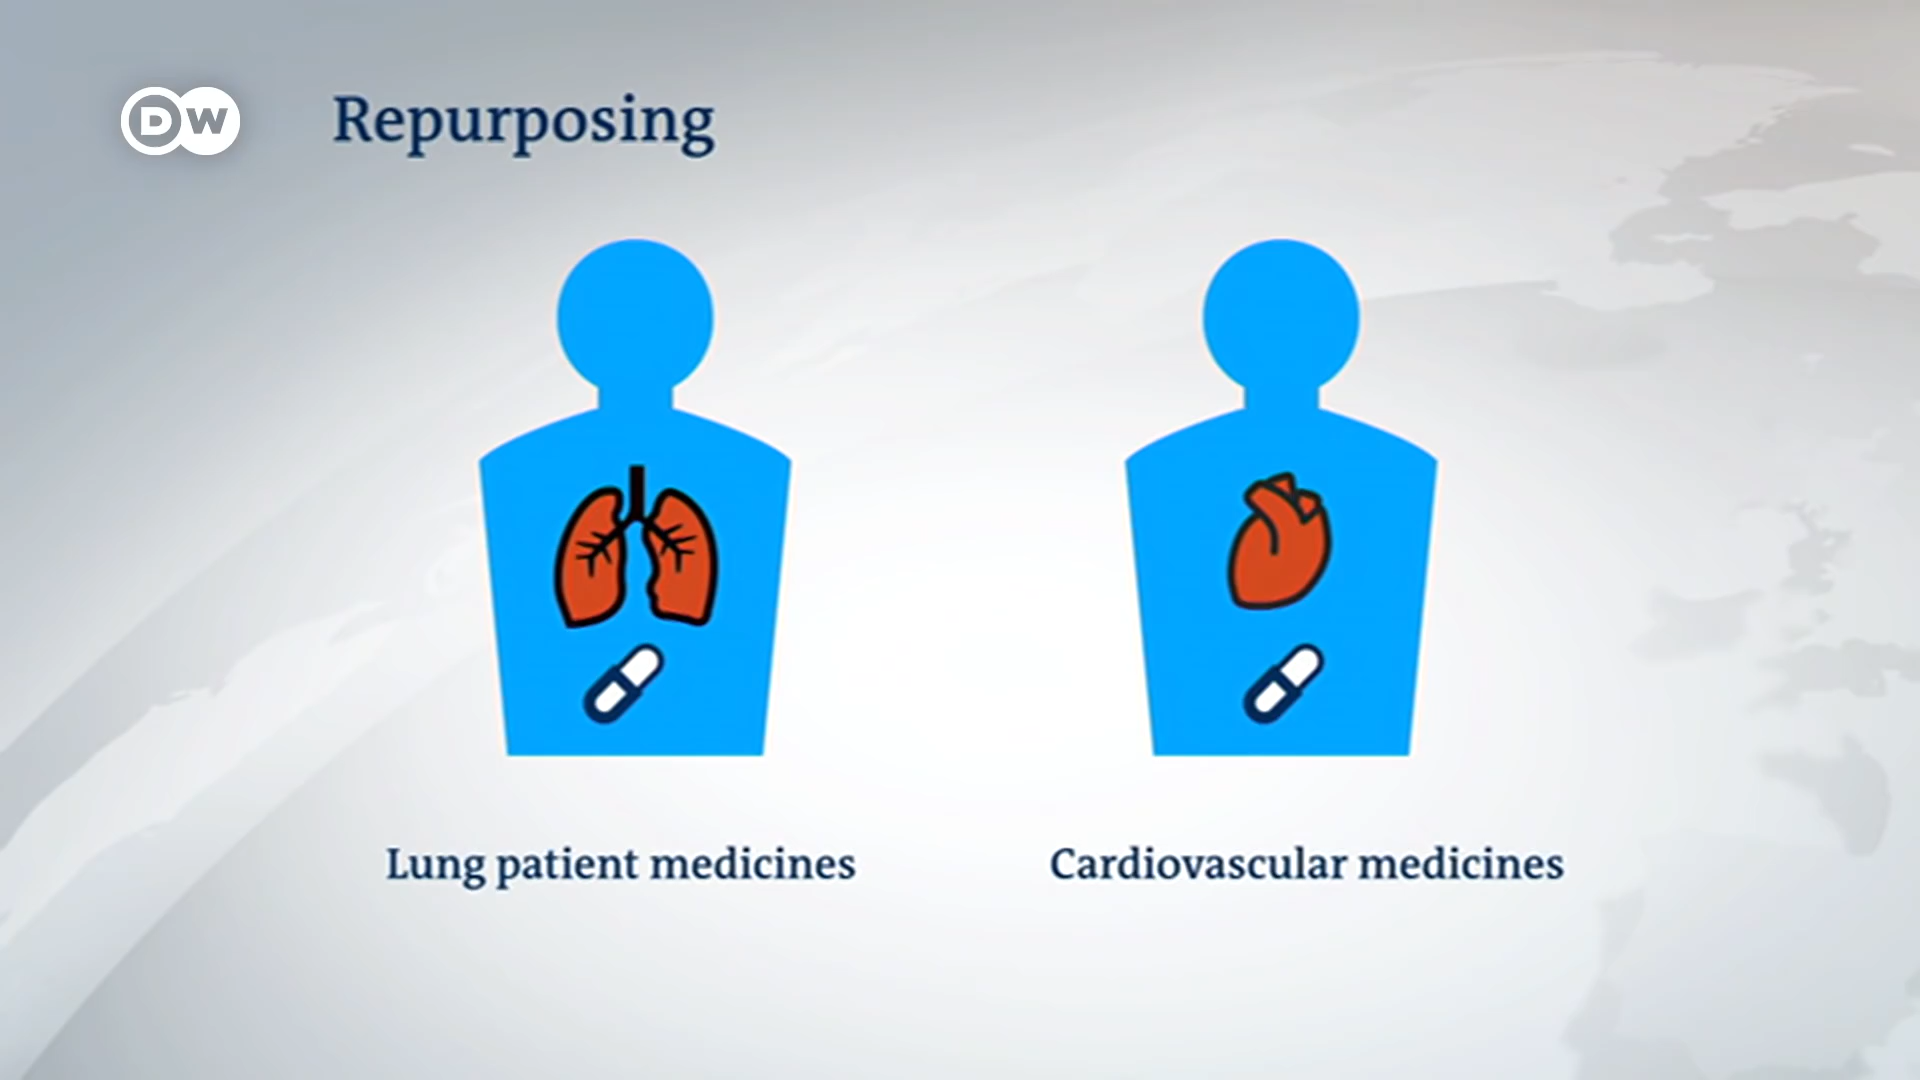 DW
Repurposing
Lung patient medicines
Cardiovascular medicines